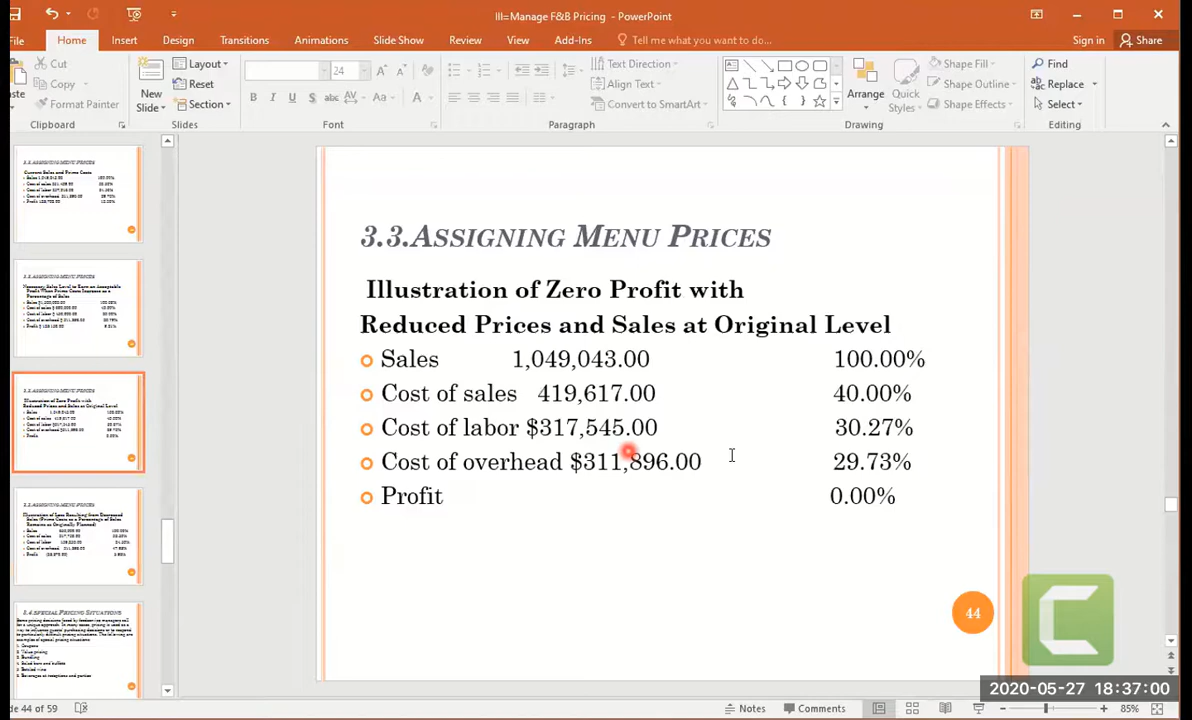 III=Manage F&B Pricing - PowerPoint
File Home Insert Design Transitions Animations Slide Show Review View Add-Ins Tell me what you want to do... Sign in Share
Cut
Copy
Format Painter
Clipboard
New
Slide
Layout
Reset
Section
Slides
24
Font
Text Direction
Align Text
Convert to SmartArt
Paragraph
Arrange
Quick
Styles
Shape Fill
Shape Outline
Shape Effects
Drawing
Find
Replace
Select
Editing
3.3.ASSIGNING MENU PRICES
Illustration of Zero Profit with
Reduced Prices and Sales at Original Level
Sales 1,049,043.00 100.00%
Cost of sales 419,617.00 40.00%
Cost of labor $317,545.00 30.27%
Cost of overhead $311,896.00 29.73%
Profit 0.00%
44
2020-05-27 18:37:00
de 44 of 59
Notes
Comments
85%